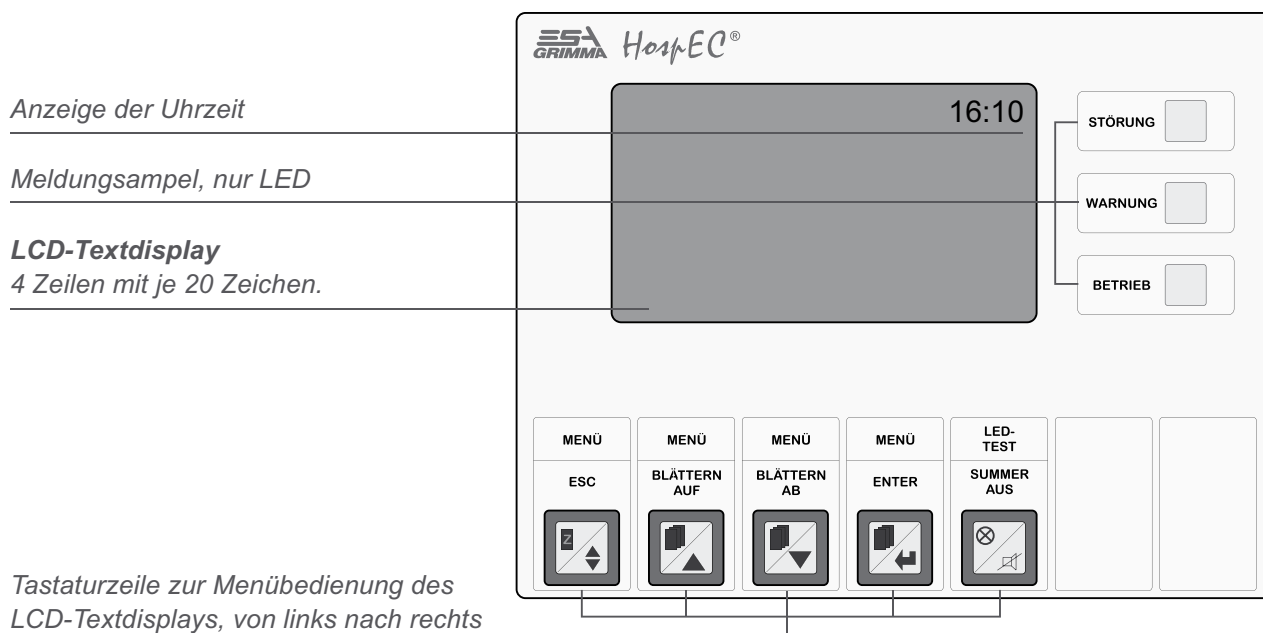 ESA
GRIMMA
HospEC®
Anzeige der Uhrzeit
16:10
STÖRUNG
Meldungsampel, nur LED
WARNUNG
LCD-Textdisplay
4 Zeilen mit je 20 Zeichen.
BETRIEB
MENÜ
MENÜ
MENÜ
MENÜ
LED-
TEST
ESC
BLÄTTERN
AUF
BLÄTTERN
AB
ENTER
SUMMER
AUS
Z
Tastaturzeile zur Menübedienung des
LCD-Textdisplays, von links nach rechts